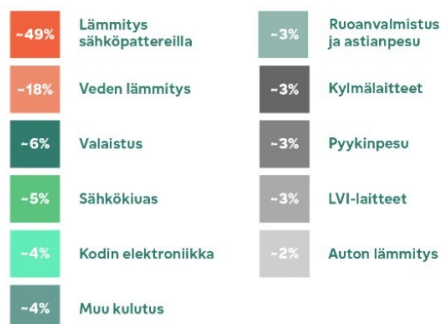 ~49% Lämmitys
sähköpattereilla
~18% Veden lämmitys
~6% Valaistus
~5% Sähkökiuas
~4% Kodin elektroniikka
~4% Muu kulutus
~3% Ruoanvalmistus
ja astianpesu
~3% Kylmälaitteet
~3% Pyykinpesu
~3% LVI-laitteet
~2% Auton lämmitys